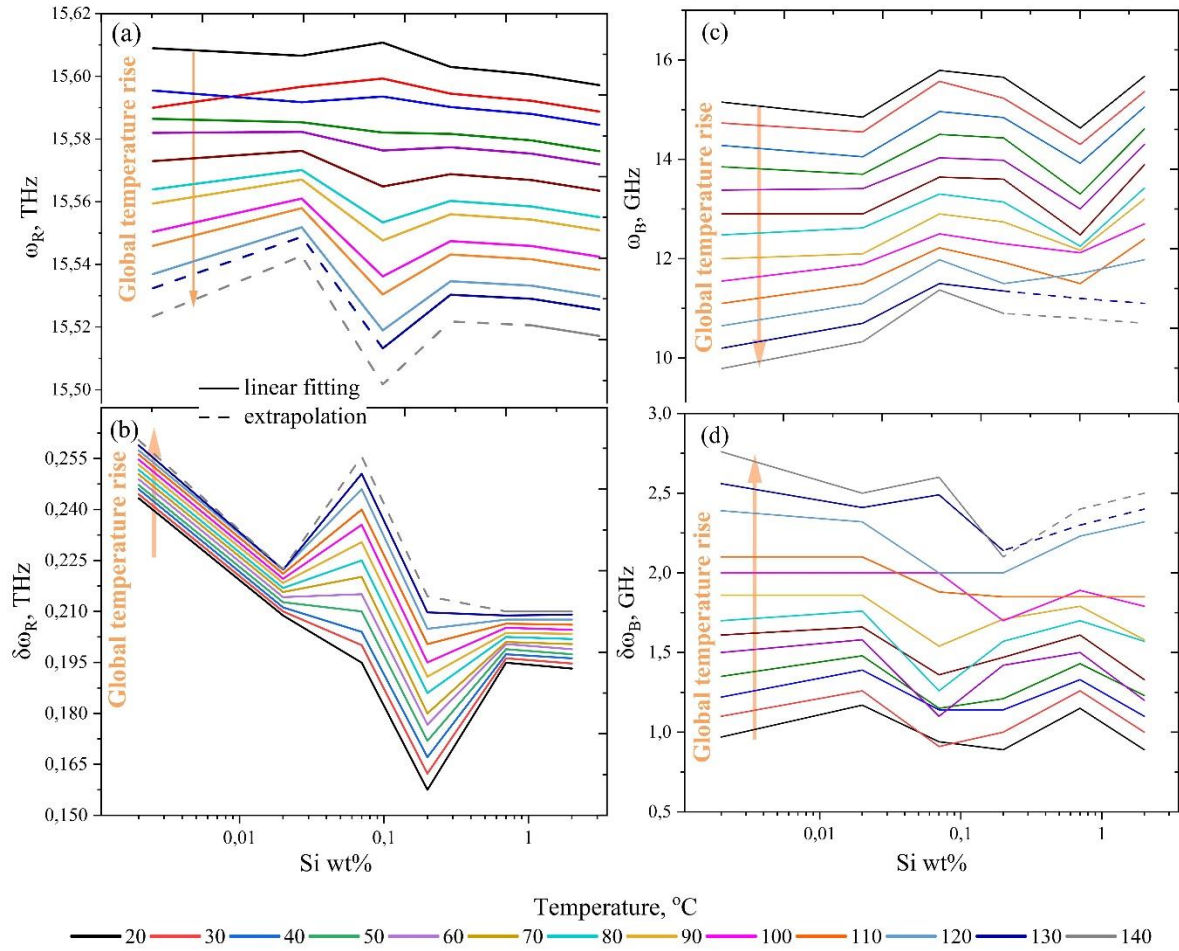 (a)
15,62
15,60
15,58
15,56
15,54
15,52
15,50
ωR, THz
Global temperature rise
linear fitting
extrapolation
(c)
16
14
12
10
ωB, GHz
Global temperature rise
(b)
0,255
0,240
0,225
0,210
0,195
0,180
0,165
0,150
δωR, THz
Global temperature rise
0,01 0,1 1
Si wt%
(d)
3,0
2,5
2,0
1,5
1,0
0,5
δωB, GHz
Global temperature rise
0,01 0,1 1
Si wt%
Temperature, °C
20 30 40 50 60 70 80 90 100 110 120 130 140